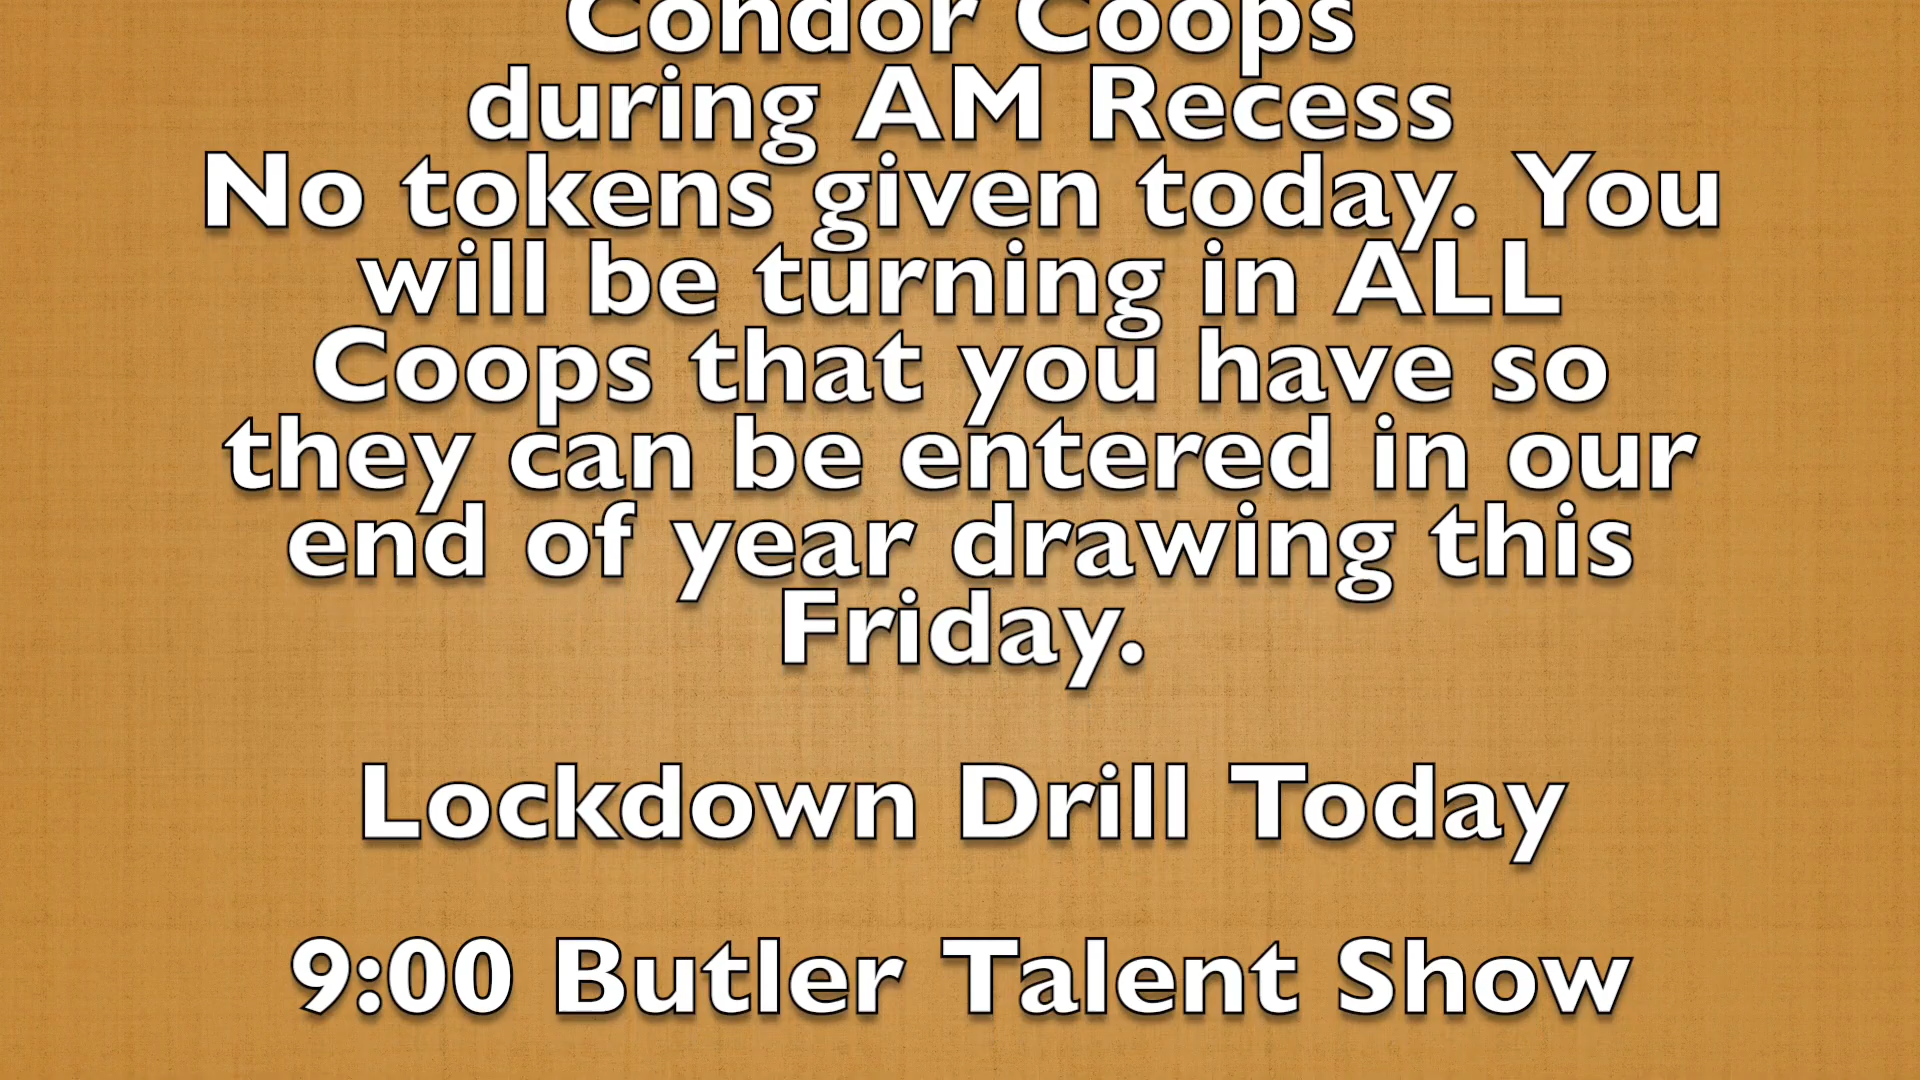 Condor Coops
during AM Recess
No tokens given today. You
will be turning in ALL
Coops that you have so
they can be entered in our
end of year drawing this
Friday.
Lockdown Drill Today
9:00 Butler Talent Show